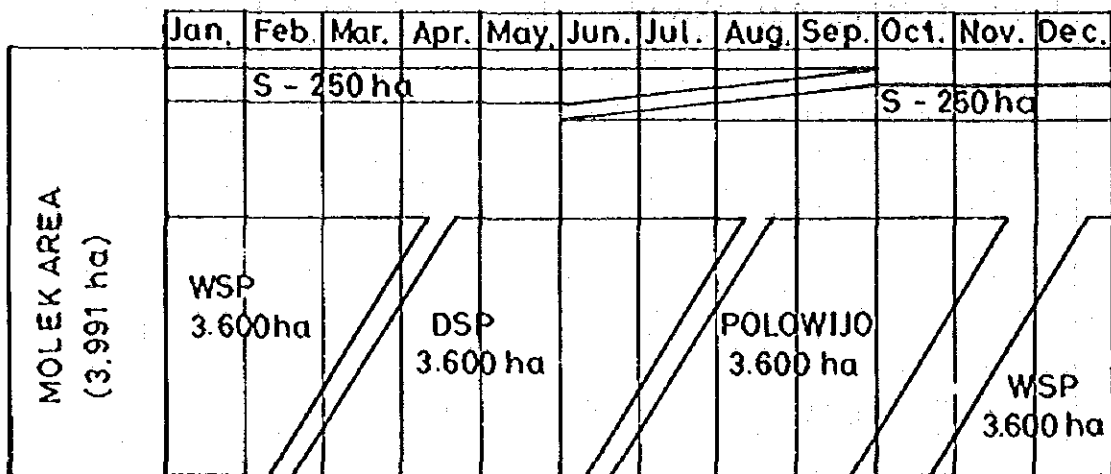 Jan. Feb. Mar. Apr. May. Jun. Jul. Aug. Sep. Oct. Nov. Dec.
S - 250 ha
S - 250 ha
MOLEK AREA
(3.991 ha)
WSP
3.600 ha
DSP
3.600 ha
POLOWIJO
3.600 ha
WSP
3.600 ha